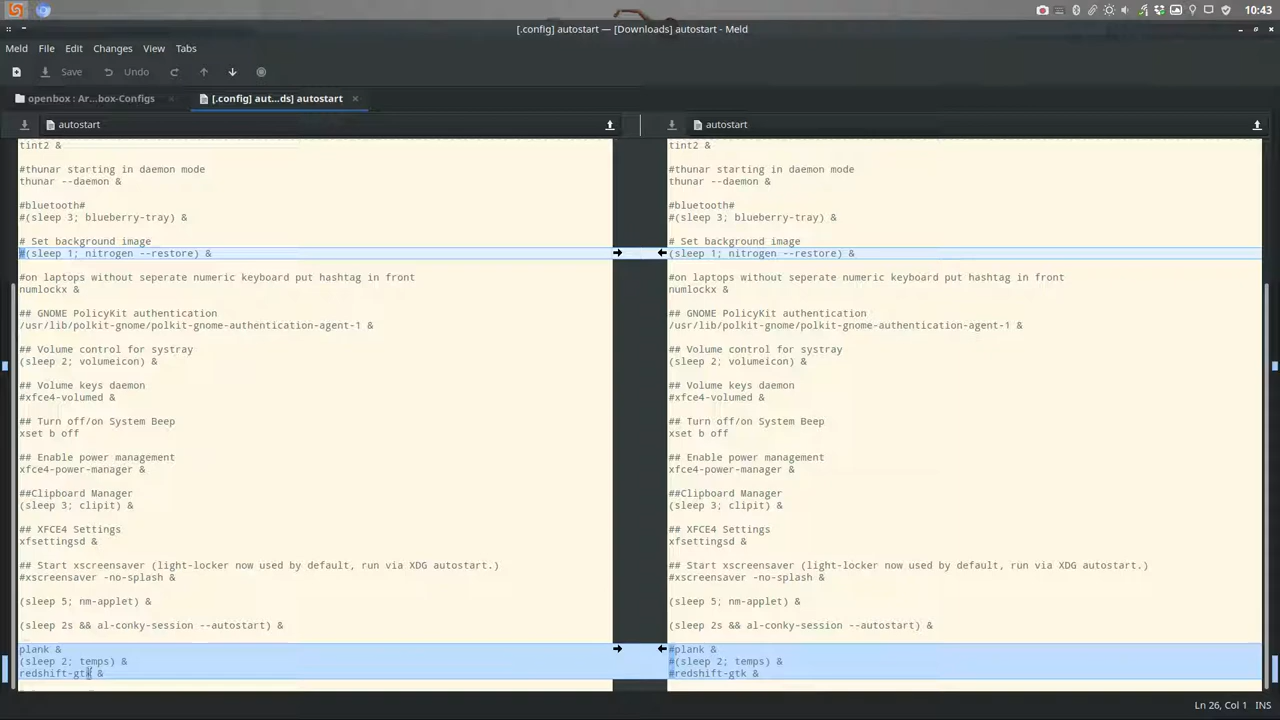 10:43
[.config] autostart — [Downloads] autostart - Meld
Meld File Edit Changes View Tabs
Save Undo
openbox : Ar...box-Configs
[.config] aut...ds] autostart
autostart
tint2 &
#thunar starting in daemon mode
thunar --daemon &
#bluetooth#
#(sleep 3; blueberry-tray) &
# Set background image
#(sleep 1; nitrogen --restore) &
#on laptops without seperate numeric keyboard put hashtag in front
numlockx &
## GNOME PolicyKit authentication
/usr/lib/polkit-gnome/polkit-gnome-authentication-agent-1 &
## Volume control for systray
(sleep 2; volumeicon) &
## Volume keys daemon
#xfce4-volumed &
## Turn off/on System Beep
xset b off
## Enable power management
xfce4-power-manager &
##Clipboard Manager
(sleep 3; clipit) &
## XFCE4 Settings
xfsettingsd &
## Start xscreensaver (light-locker now used by default, run via XDG autostart.)
#xscreensaver -no-splash &
(sleep 5; nm-applet) &
(sleep 2s && al-conky-session --autostart) &
plank &
(sleep 2; temps) &
redshift-gtk &
autostart
tint2 &
#thunar starting in daemon mode
thunar --daemon &
#bluetooth#
#(sleep 3; blueberry-tray) &
# Set background image
(sleep 1; nitrogen --restore) &
#on laptops without seperate numeric keyboard put hashtag in front
numlockx &
## GNOME PolicyKit authentication
/usr/lib/polkit-gnome/polkit-gnome-authentication-agent-1 &
## Volume control for systray
(sleep 2; volumeicon) &
## Volume keys daemon
#xfce4-volumed &
## Turn off/on System Beep
xset b off
## Enable power management
xfce4-power-manager &
##Clipboard Manager
(sleep 3; clipit) &
## XFCE4 Settings
xfsettingsd &
## Start xscreensaver (light-locker now used by default, run via XDG autostart.)
#xscreensaver -no-splash &
(sleep 5; nm-applet) &
(sleep 2s && al-conky-session --autostart) &
#plank &
#(sleep 2; temps) &
#redshift-gtk &
Ln 26, Col 1 INS